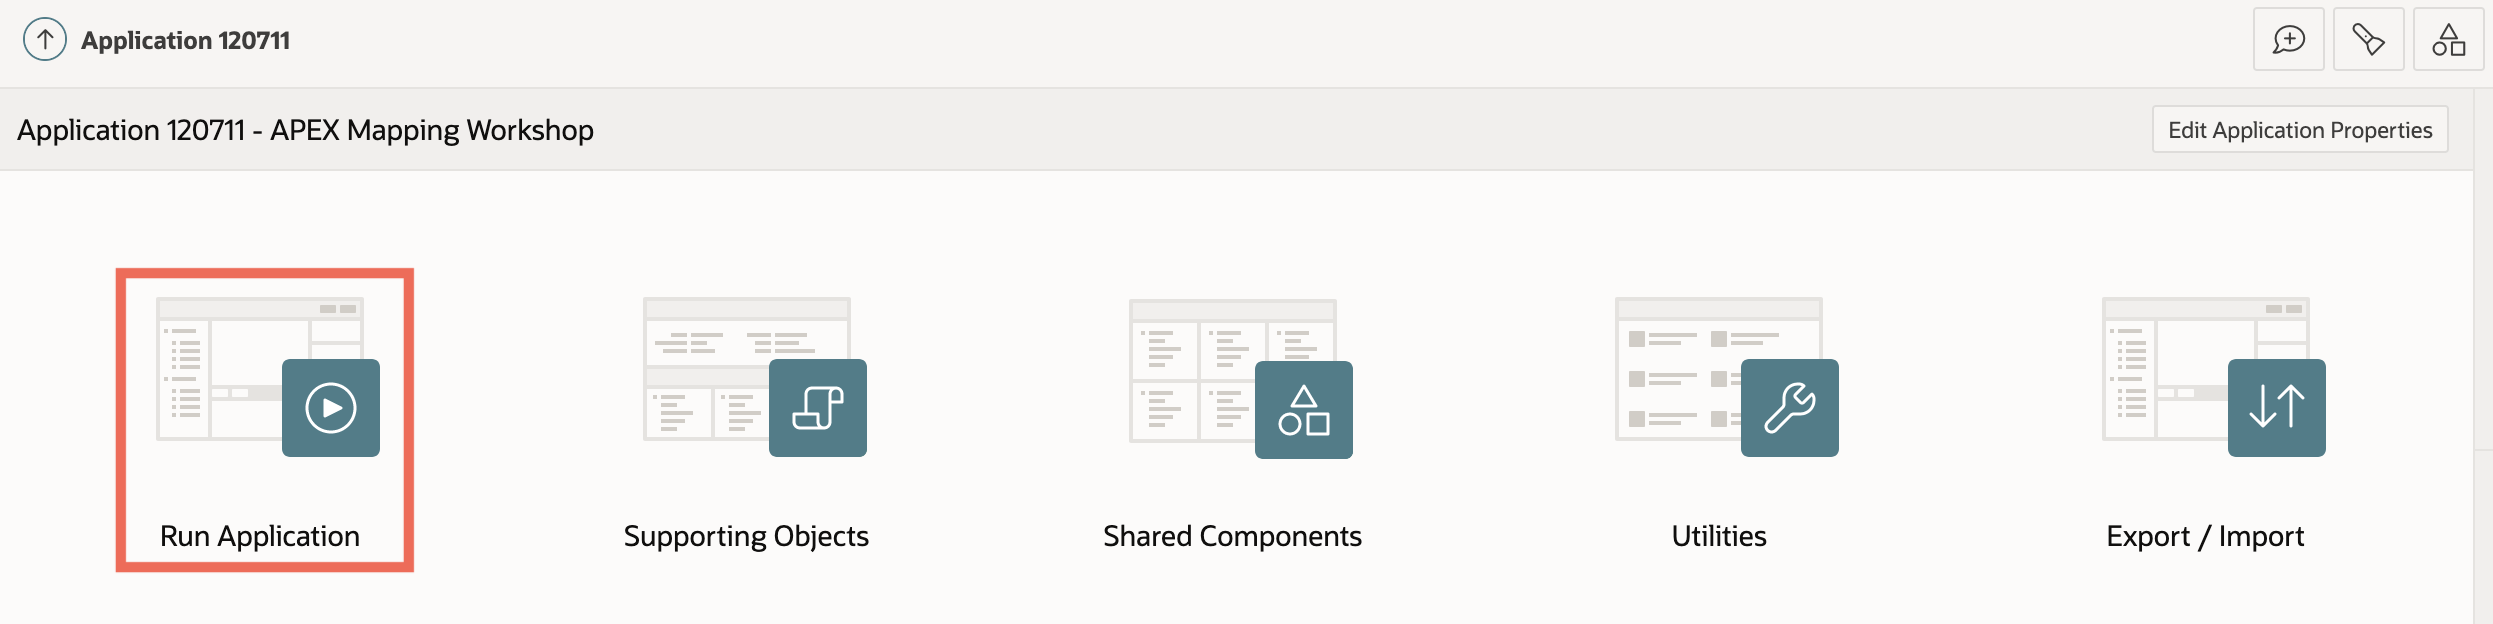 Application 120711
Application 120711 - APEX Mapping Workshop
Edit Application Properties
Run Application
Supporting Objects
Shared Components
Utilities
Export / Import